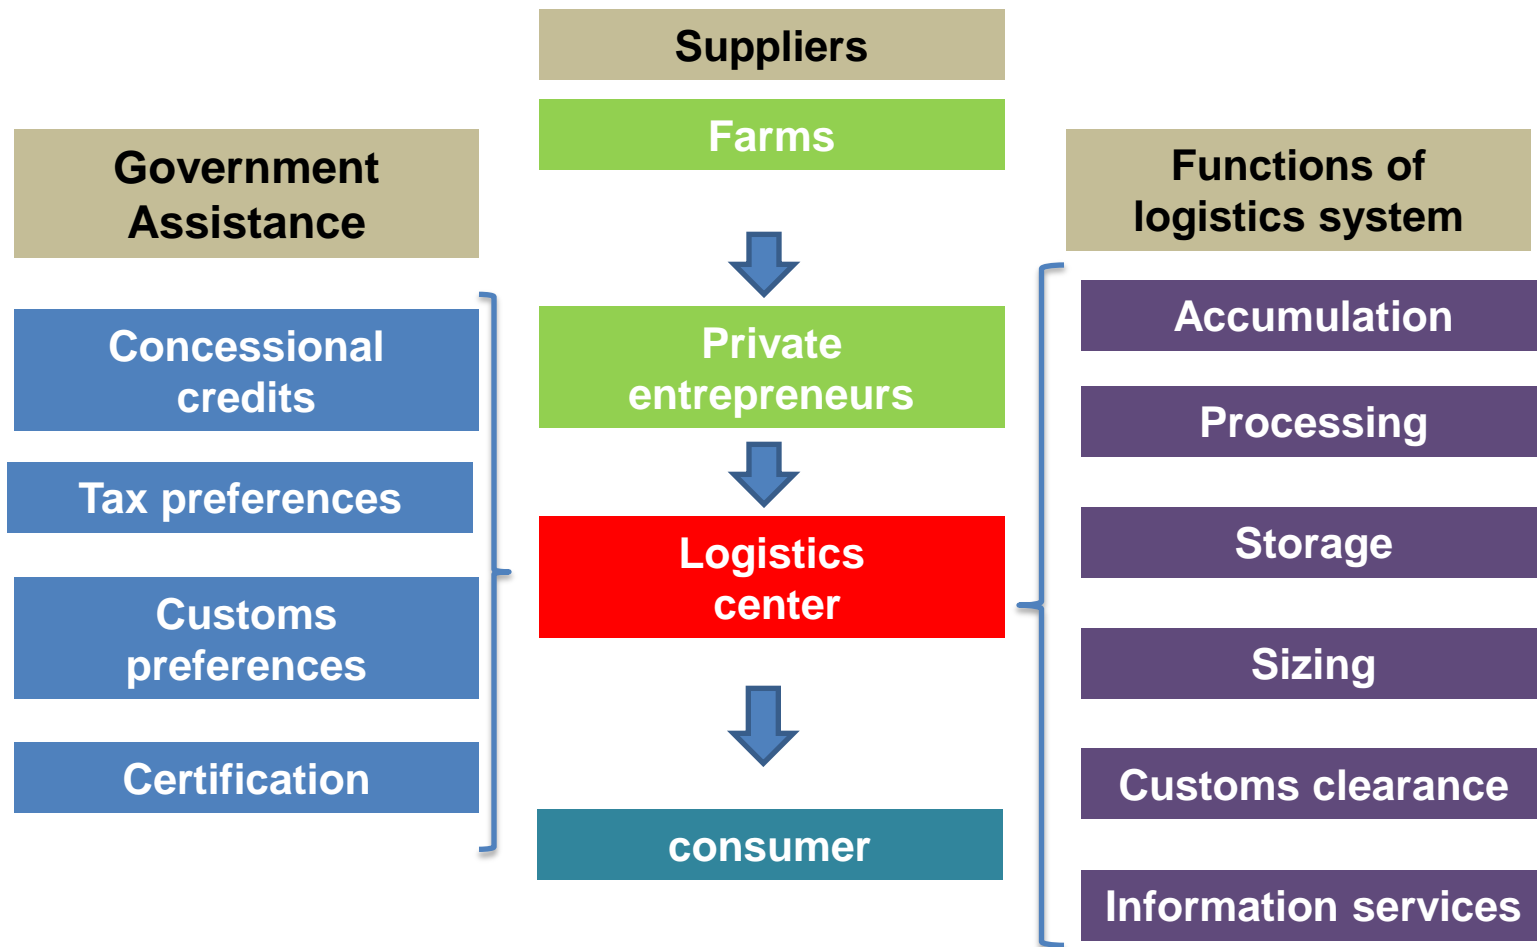 Suppliers
Farms
Private
entrepreneurs
Logistics
center
consumer
Government
Assistance
Concessional
credits
Tax preferences
Customs
preferences
Certification
Functions of
logistics system
Accumulation
Processing
Storage
Sizing
Customs clearance
Information services